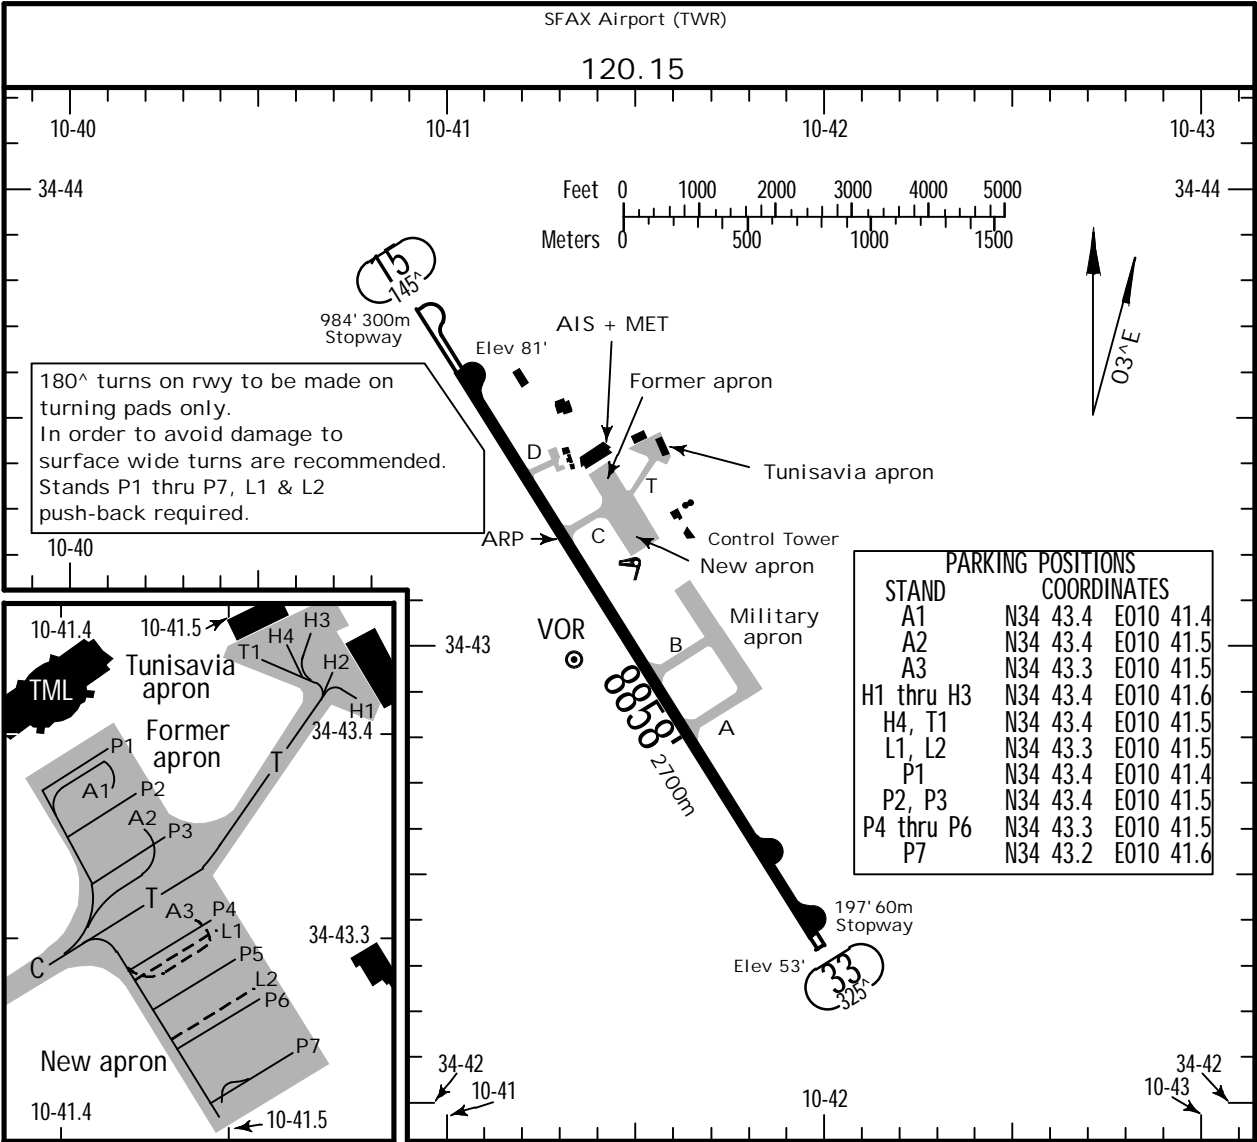 SFAX Airport (TWR)
120.15
10-40
10-41
10-42
10-43
34-44
34-44
Feet 0 1000 2000 3000 4000 5000
Meters 0 500 1000 1500
15
145^
984' 300m
Stopway
Elev 81'
AIS + MET
Former apron
03^E
180^ turns on rwy to be made on
turning pads only.
In order to avoid damage to
surface wide turns are recommended.
Stands P1 thru P7, L1 & L2
push-back required.
D
T
Tunisavia apron
ARP
C
Control Tower
New apron
10-40
Military
apron
VOR
34-43
B
A
8858'
2700m
PARKING POSITIONS
STAND COORDINATES
A1 N34 43.4 E010 41.4
A2 N34 43.4 E010 41.5
A3 N34 43.3 E010 41.5
H1 thru H3 N34 43.4 E010 41.6
H4, T1 N34 43.4 E010 41.5
L1, L2 N34 43.3 E010 41.5
P1 N34 43.4 E010 41.4
P2, P3 N34 43.4 E010 41.5
P4 thru P6 N34 43.3 E010 41.5
P7 N34 43.2 E010 41.6
197' 60m
Stopway
Elev 53'
33
325^
34-42
10-41
10-42
10-43
34-42
10-41.4
10-41.5
H3
H4
T1
H2
H1
TML
Tunisavia
apron
34-43.4
Former
apron
P1
A1
P2
A2
P3
T
T
A3
P4
L1
34-43.3
P5
C
L2
P6
P7
New apron
10-41.4
10-41.5